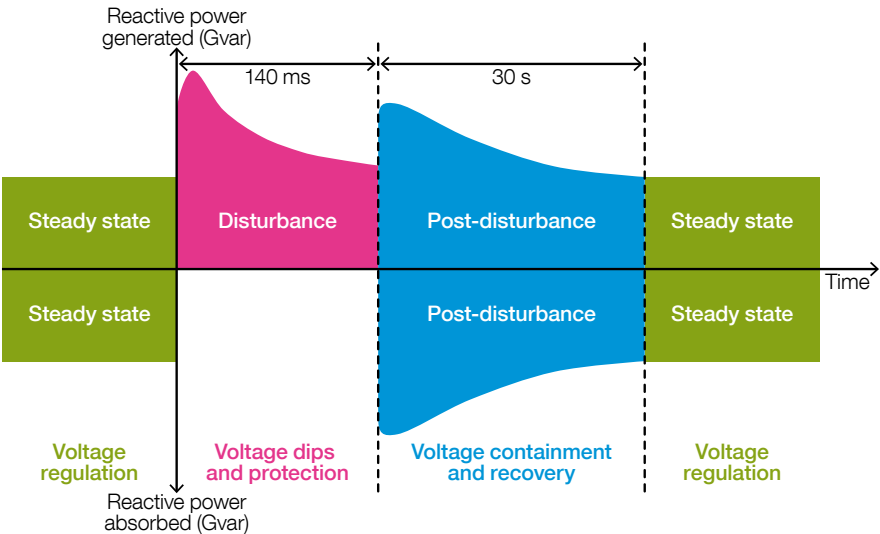 Reactive power
generated (Gvar)
140 ms
30 s
Steady state
Disturbance
Post-disturbance
Steady state
Time
Steady state
Post-disturbance
Steady state
Voltage
regulation
Voltage dips
and protection
Voltage containment
and recovery
Voltage
regulation
Reactive power
absorbed (Gvar)